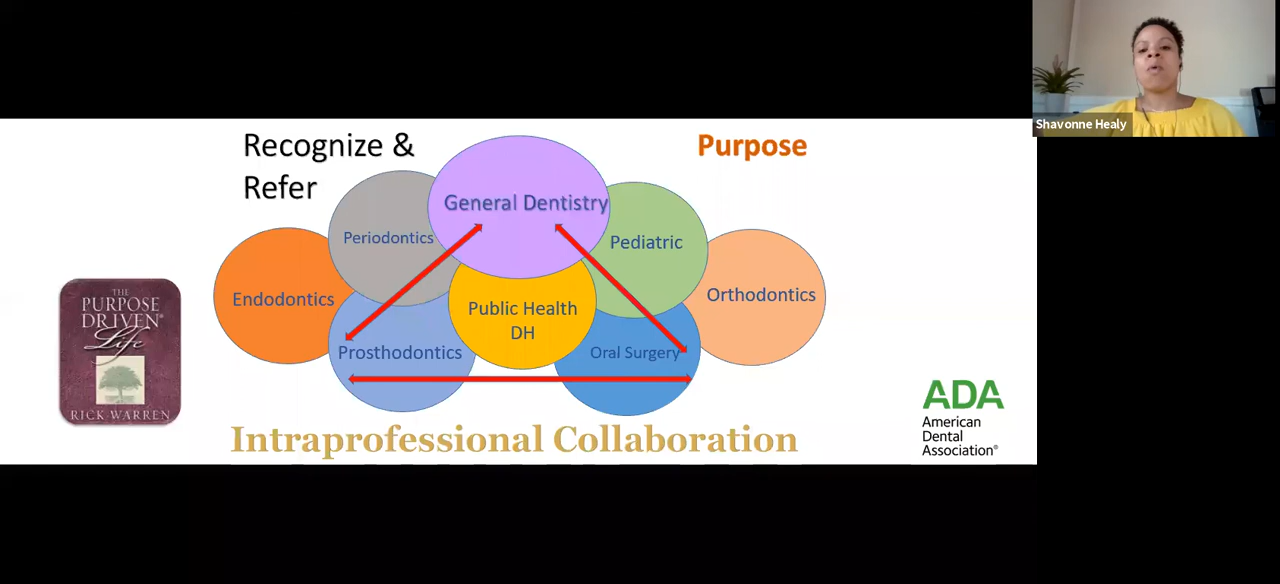 Shavonne Healy
Recognize &
Refer
Purpose
General Dentistry
Periodontics
Pediatric
Endodontics
Orthodontics
Public Health
DH
Prosthodontics
Oral Surgery
THE
PURPOSE
DRIVEN®
Life
RICK WARREN
ADA
American
Dental
Association®
Intraprofessional Collaboration